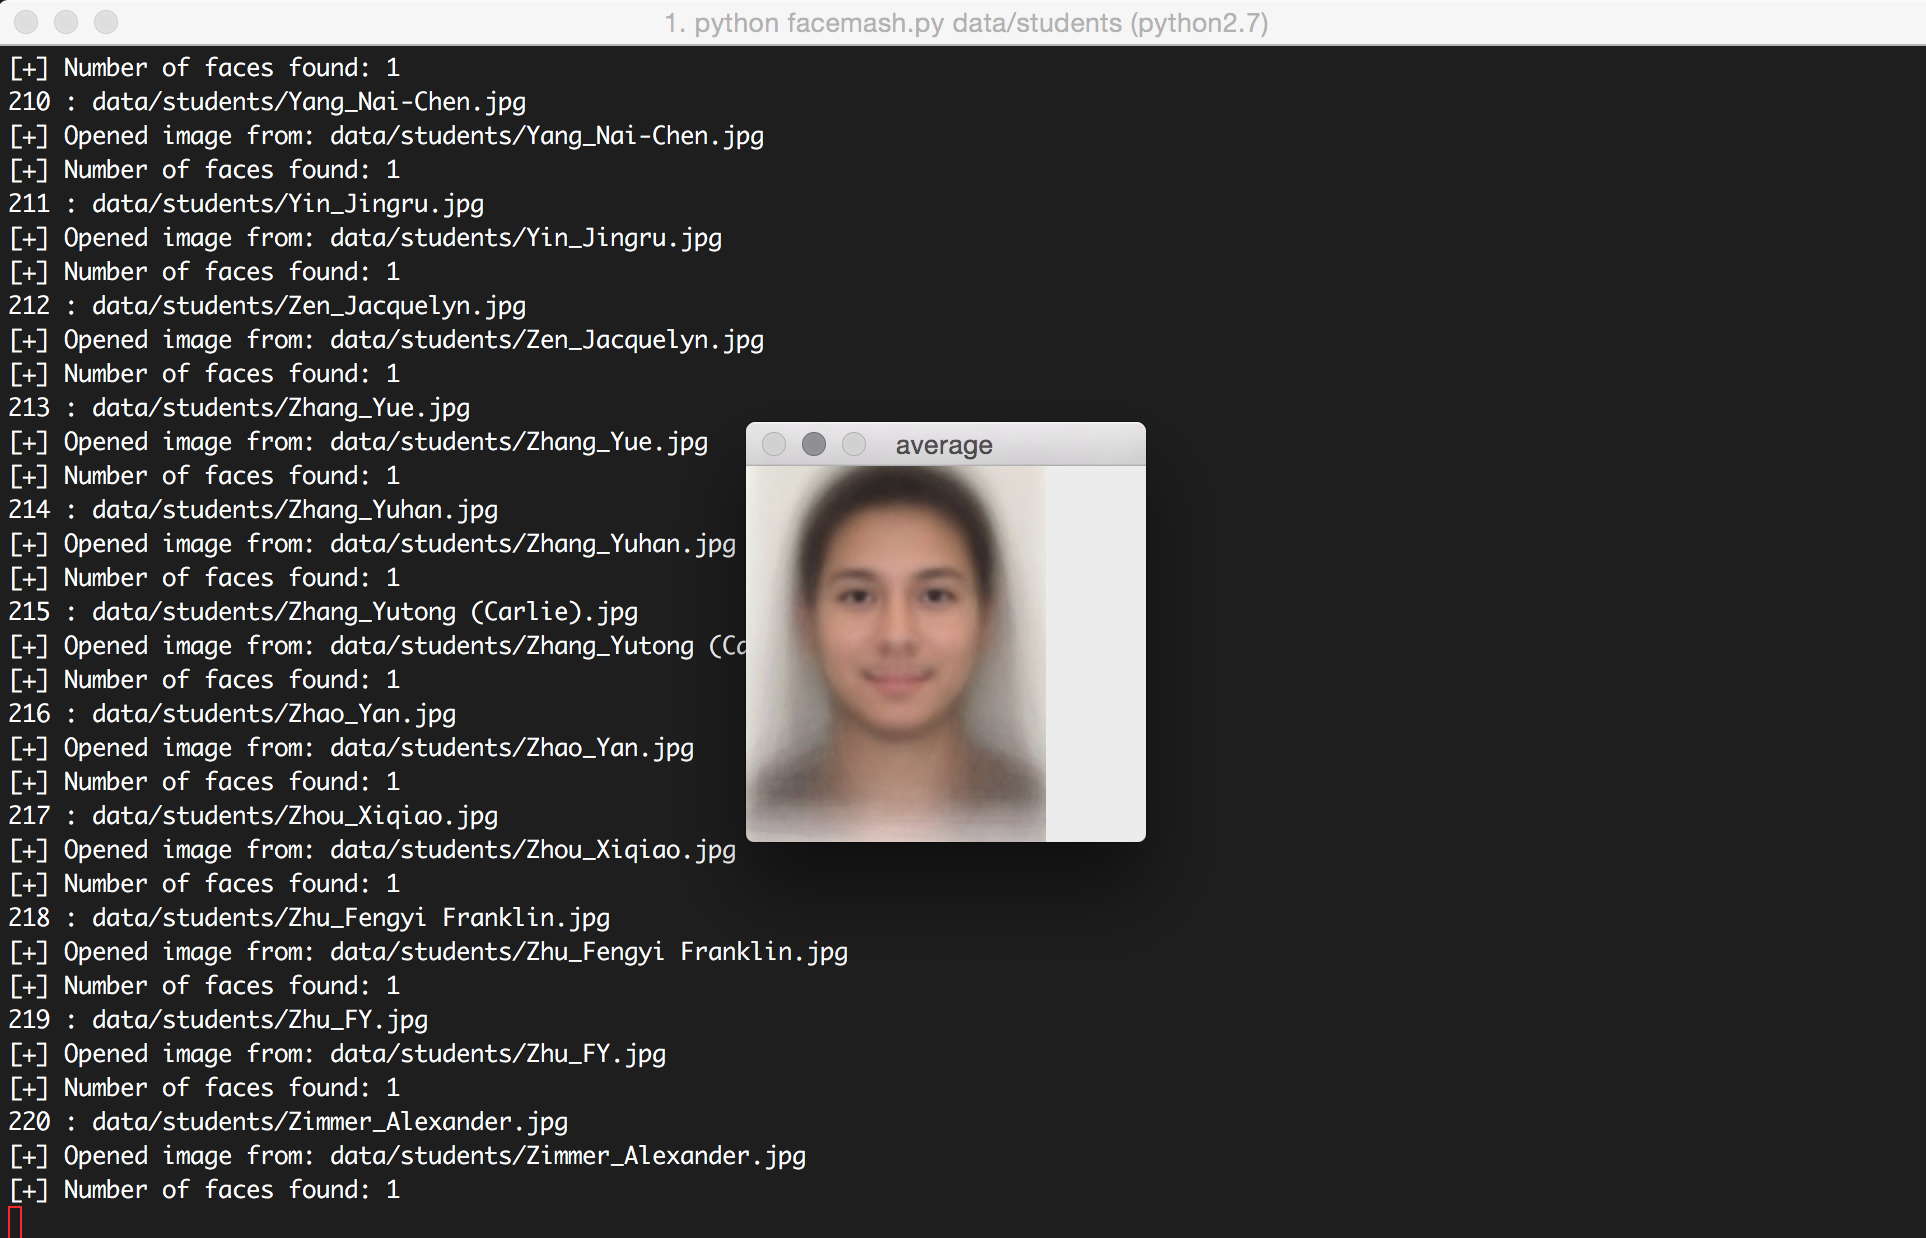 1. python facemash.py data/students (python2.7)
[+] Number of faces found: 1
210 : data/students/Yang_Nai-Chen.jpg
[+] Opened image from: data/students/Yang_Nai-Chen.jpg
[+] Number of faces found: 1
211 : data/students/Yin_Jingru.jpg
[+] Opened image from: data/students/Yin_Jingru.jpg
[+] Number of faces found: 1
212 : data/students/Zen_Jacquelyn.jpg
[+] Opened image from: data/students/Zen_Jacquelyn.jpg
[+] Number of faces found: 1
213 : data/students/Zhang_Yue.jpg
[+] Opened image from: data/students/Zhang_Yue.jpg
[+] Number of faces found: 1
214 : data/students/Zhang_Yuhan.jpg
[+] Opened image from: data/students/Zhang_Yuhan.jpg
[+] Number of faces found: 1
215 : data/students/Zhang_Yutong (Carlie).jpg
[+] Opened image from: data/students/Zhang_Yutong (Ca
[+] Number of faces found: 1
216 : data/students/Zhao_Yan.jpg
[+] Opened image from: data/students/Zhao_Yan.jpg
[+] Number of faces found: 1
217 : data/students/Zhou_Xiqiao.jpg
[+] Opened image from: data/students/Zhou_Xiqiao.jpg
[+] Number of faces found: 1
218 : data/students/Zhu_Fengyi Franklin.jpg
[+] Opened image from: data/students/Zhu_Fengyi Franklin.jpg
[+] Number of faces found: 1
219 : data/students/Zhu_FY.jpg
[+] Opened image from: data/students/Zhu_FY.jpg
[+] Number of faces found: 1
220 : data/students/Zimmer_Alexander.jpg
[+] Opened image from: data/students/Zimmer_Alexander.jpg
[+] Number of faces found: 1
average